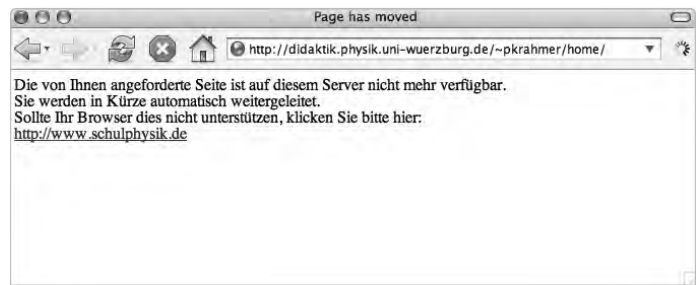 Page has moved
http://didaktik.physik.uni-wuerzburg.de/~pkrahmer/home/
Die von Ihnen angeforderte Seite ist auf diesem Server nicht mehr verfügbar.
Sie werden in Kürze automatisch weitergeleitet.
Sollte Ihr Browser dies nicht unterstützen, klicken Sie bitte hier:
http://www.schulphysik.de